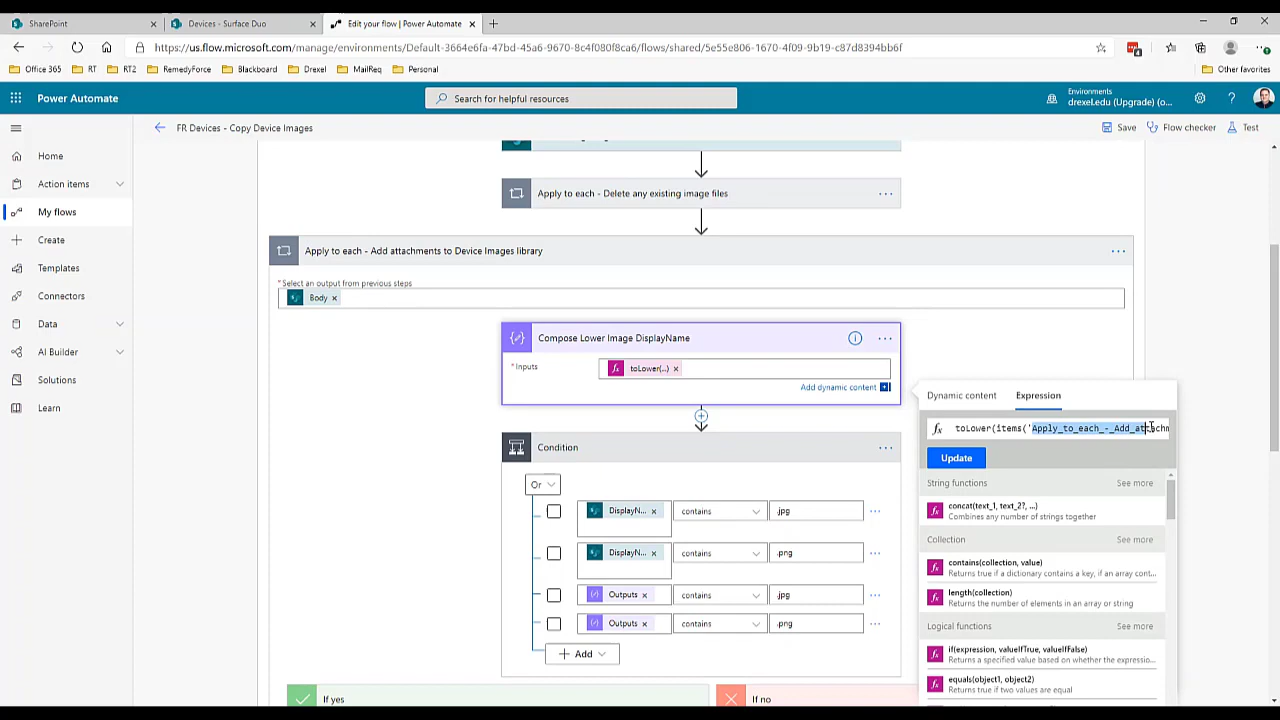 SharePoint
Devices - Surface Duo
Edit your flow | Power Automate
https://us.flow.microsoft.com/manage/environments/Default-3664e6fa-47bd-45a6-9670-8c4f080f8ca6/flows/shared/5e55e806-1670-4f09-9b19-c87d8394bb6f
Office 365
RT
RT2
RemedyForce
Blackboard
Drexel
MailReq
Personal
Other favorites
Power Automate
Search for helpful resources
Environments
drexelEdu (Upgrade) (o...
FR Devices - Copy Device Images
Save
Flow checker
Test
Home
Action items
My flows
Create
Templates
Connectors
Data
AI Builder
Solutions
Learn
Apply to each - Delete any existing image files
Apply to each - Add attachments to Device Images library
*Select an output from previous steps
Body
Compose Lower Image DisplayName
*Inputs
toLower(...)
Add dynamic content
Condition
Or
DisplayN...
contains
.jpg
DisplayN...
contains
.png
Outputs
contains
.jpg
Outputs
contains
.png
Add
If yes
If no
Dynamic content
Expression
fx
toLower(items('Apply_to_each_-_Add_attachm
Update
String functions
See more
concat(text_1, text_2?, ...)
Combines any number of strings together
Collection
See more
contains(collection, value)
Returns true if a dictionary contains a key, if an array cont...
length(collection)
Returns the number of elements in an array or string
Logical functions
See more
if(expression, valueIfTrue, valueIfFalse)
Returns a specified value based on whether the expressio...
equals(object1, object2)
Returns true if two values are equal